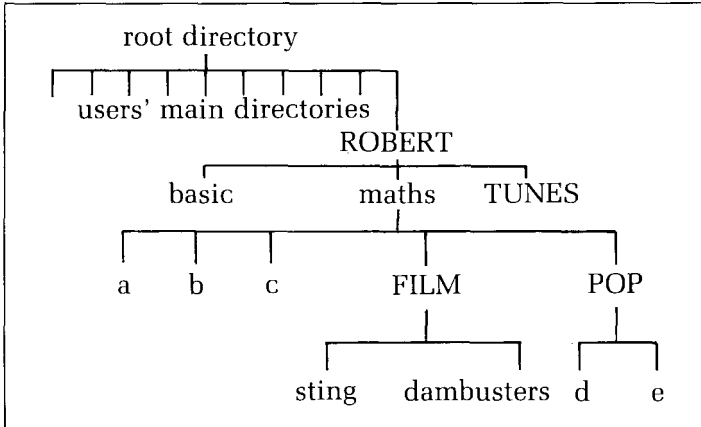 root directory
users' main directories
ROBERT
basic maths TUNES
a b c FILM POP
sting dambusters d e